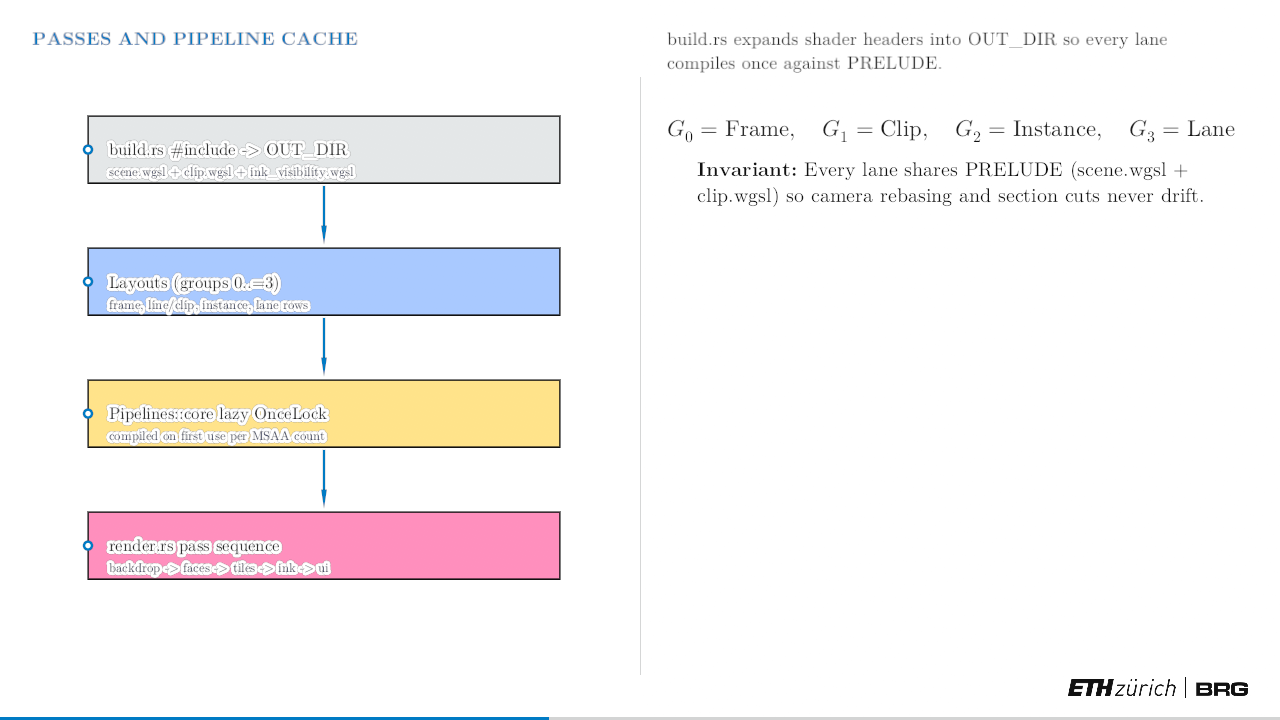 PASSES AND PIPELINE CACHE
build.rs #include -> OUT_DIR
scene.wgsl + clip.wgsl + ink_visibility.wgsl
Layouts (groups 0..=3)
frame, line/clip, instance, lane rows
Pipelines::core lazy OnceLock
compiled on first use per MSAA count
render.rs pass sequence
backdrop -> faces -> tiles -> ink -> ui
build.rs expands shader headers into OUT_DIR so every lane
compiles once against PRELUDE.
G₀ = Frame, G₁ = Clip, G₂ = Instance, G₃ = Lane
Invariant: Every lane shares PRELUDE (scene.wgsl +
clip.wgsl) so camera rebasing and section cuts never drift.
ETH zürich | BRG